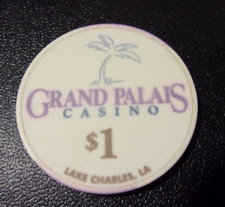 GRAND PALAIS
CASINO
$1
LAKE CHARLES, LA